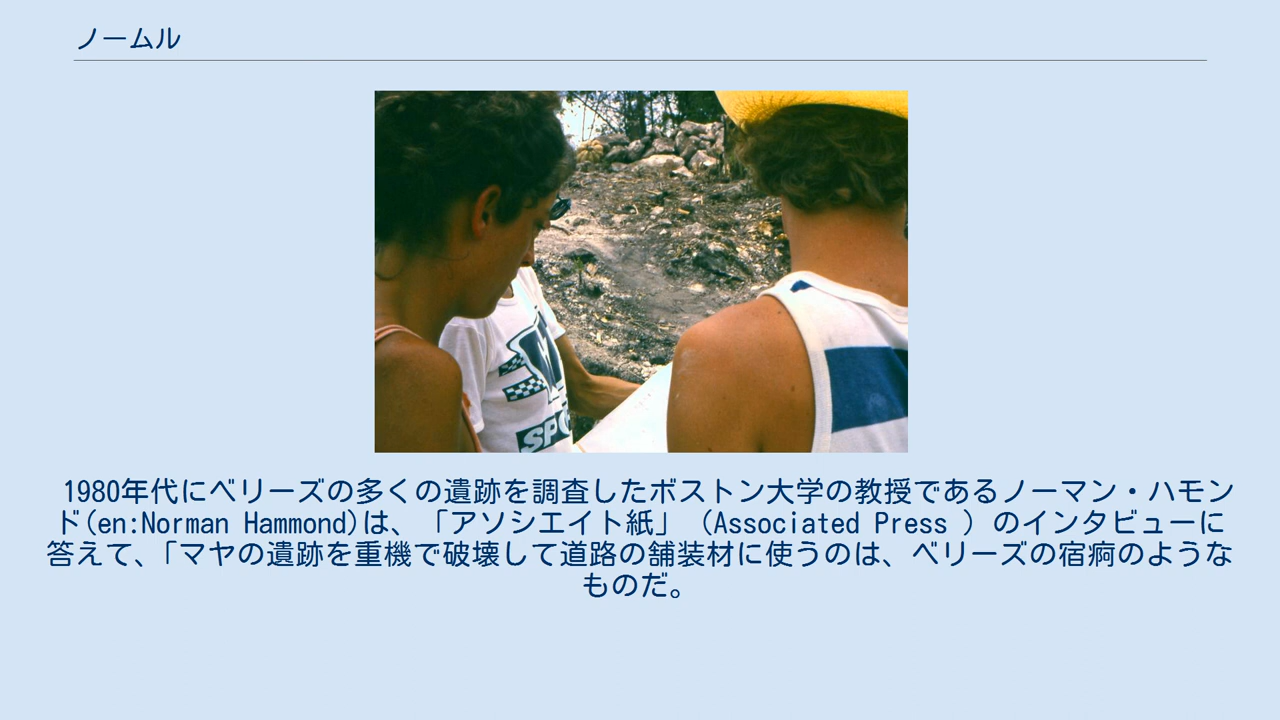 ノームル
SPO
1980年代にベリーズの多くの遺跡を調査したボストン大学の教授であるノーマン・ハモン
ド(en:Norman Hammond)は、「アソシエイト紙」（Associated Press ）のインタビューに
答えて、「マヤの遺跡を重機で破壊して道路の舗装材に使うのは、ベリーズの宿痾のような
ものだ。